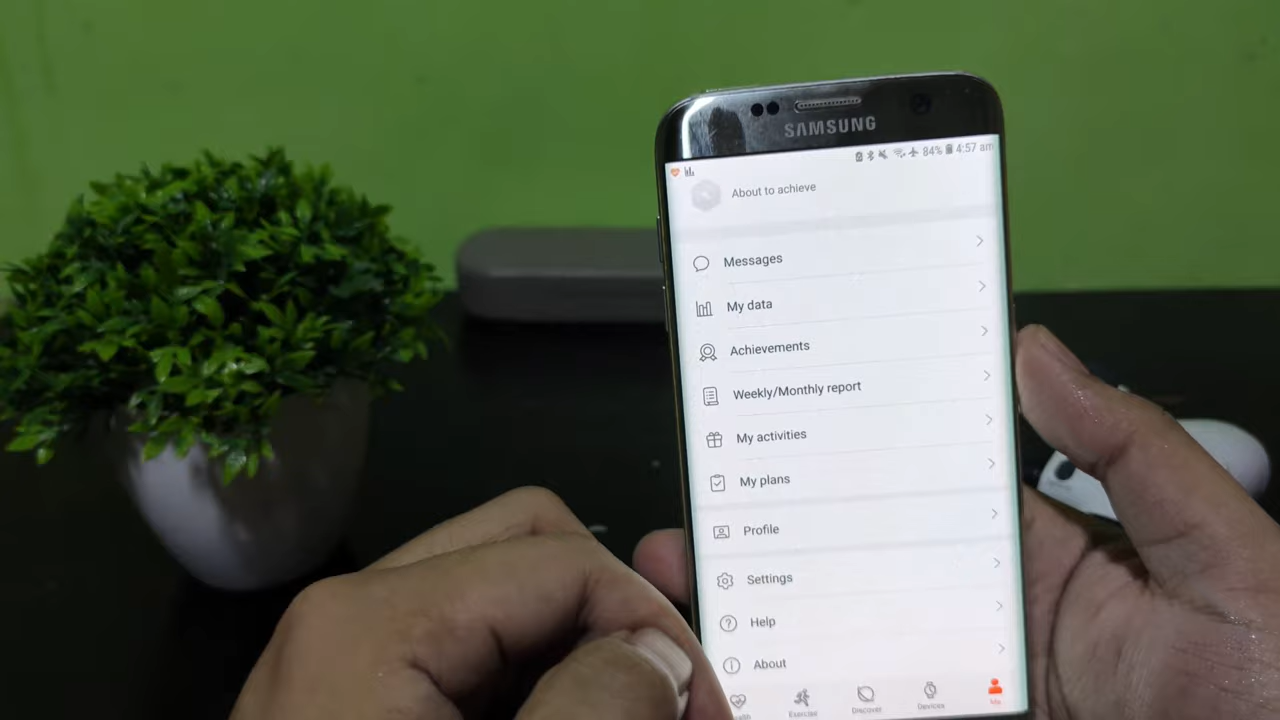 SAMSUNG
84% 4:57 am
About to achieve
Messages
My data
Achievements
Weekly/Monthly report
My activities
My plans
Profile
Settings
Help
About
Exercise Discover Devices Me